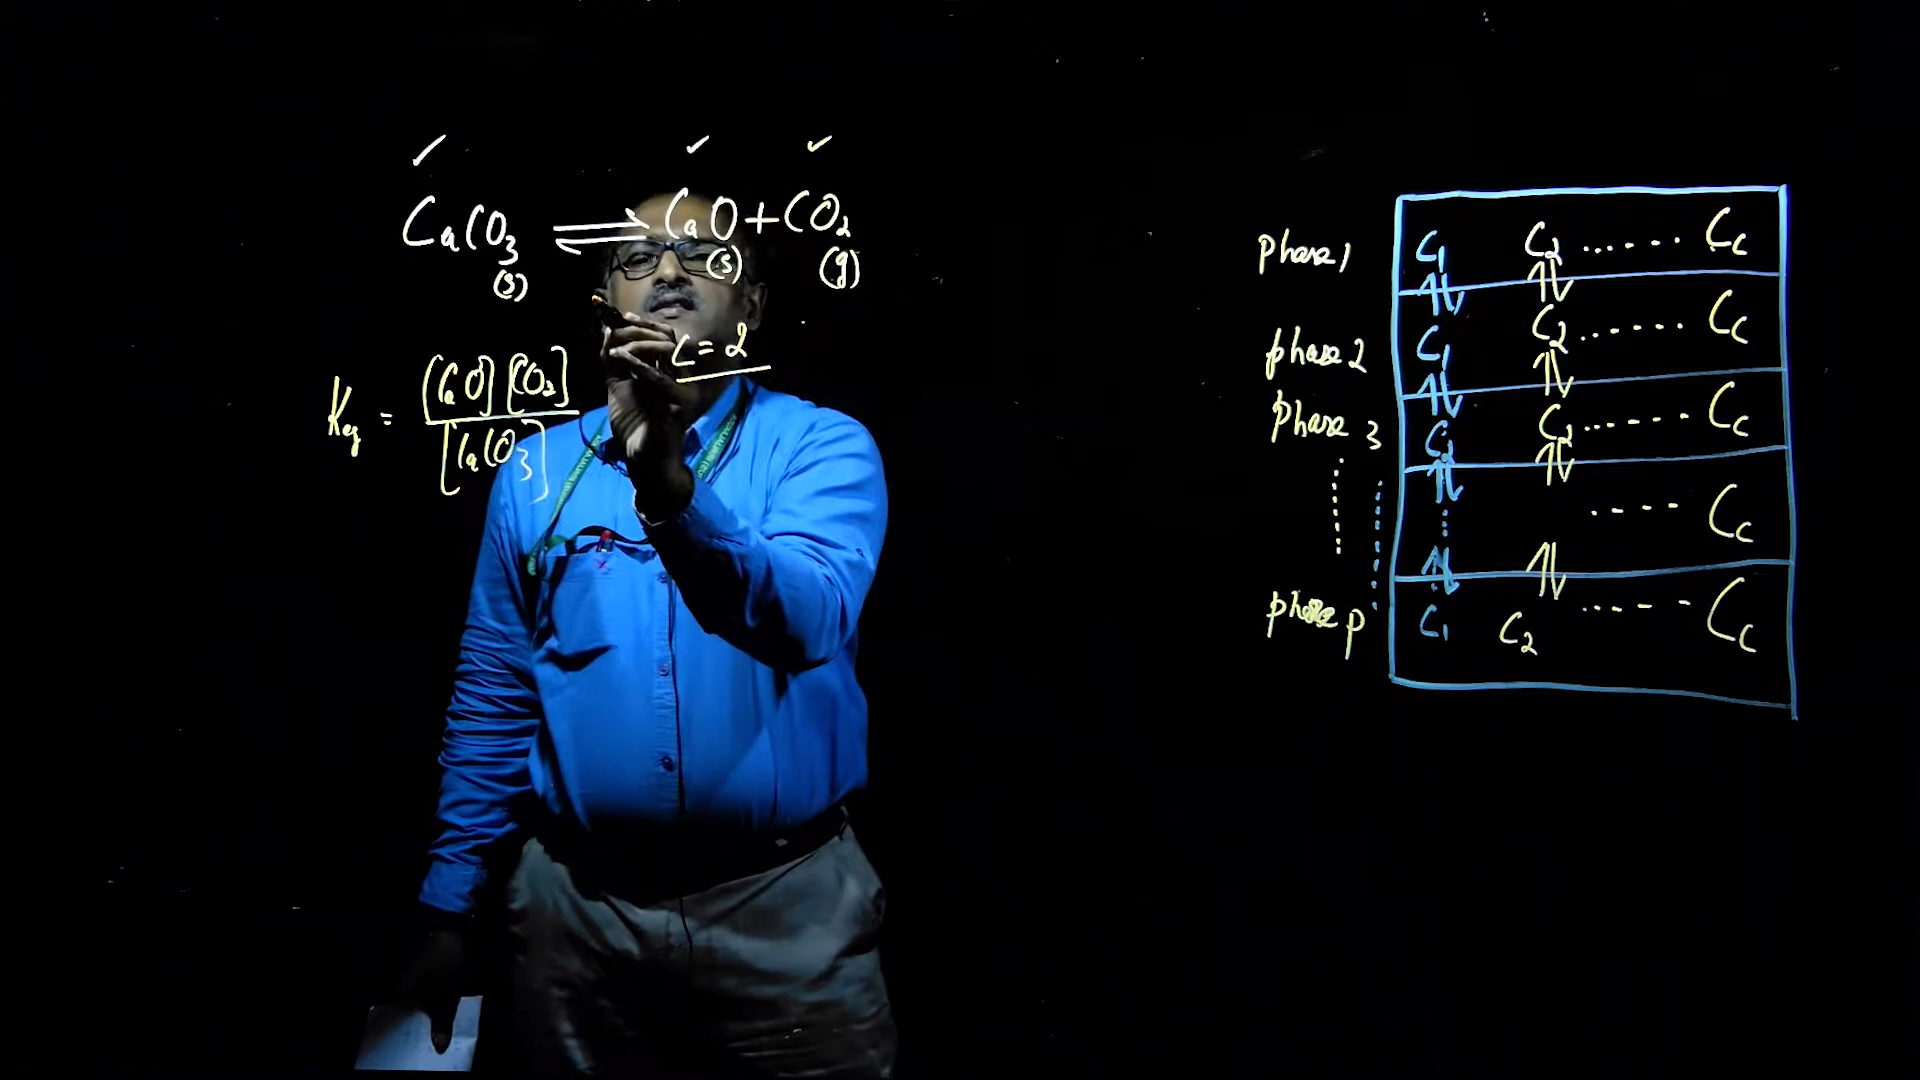 ✓ ✓ ✓
CaCO₃ ⇌ CaO + CO₂
(s) (s) (g)
C = 2
Keq = [CaO] [CO₂]
[CaCO₃]
phase 1 C₁ C₂ ...... Cc
phase 2 C₁ C₂ ...... Cc
phase 3 C₂ C₂ ...... Cc
.... Cc
phase p C₁ C₂ ..... Cc